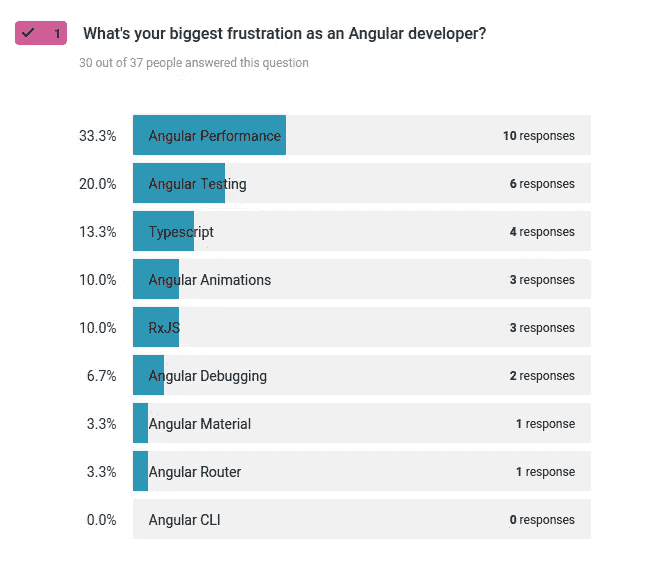 1 What's your biggest frustration as an Angular developer?
30 out of 37 people answered this question
33.3% Angular Performance 10 responses
20.0% Angular Testing 6 responses
13.3% Typescript 4 responses
10.0% Angular Animations 3 responses
10.0% RxJS 3 responses
6.7% Angular Debugging 2 responses
3.3% Angular Material 1 response
3.3% Angular Router 1 response
0.0% Angular CLI 0 responses